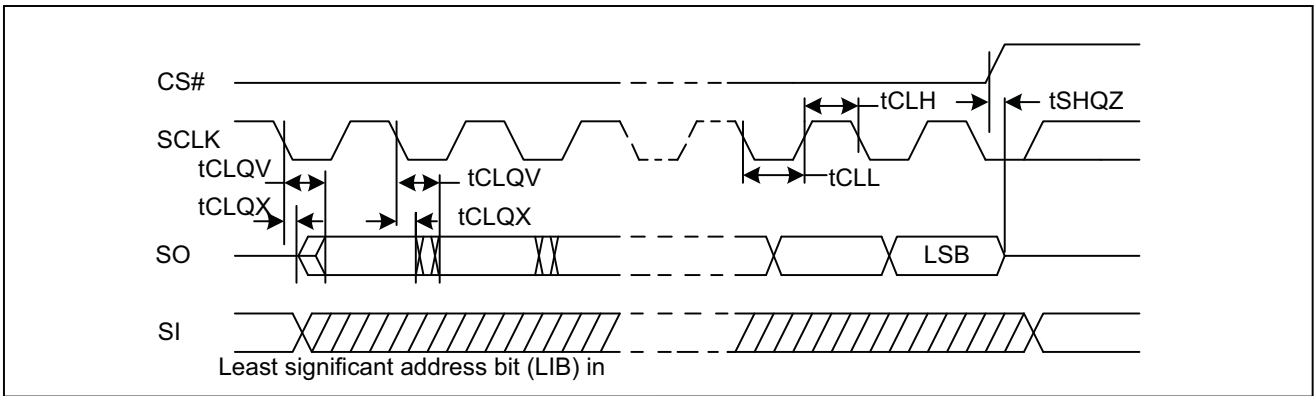 CS#
tCLH
tSHQZ
SCLK
tCLQV
tCLQV
tCLL
tCLQX
tCLQX
SO
LSB
SI
Least significant address bit (LIB) in